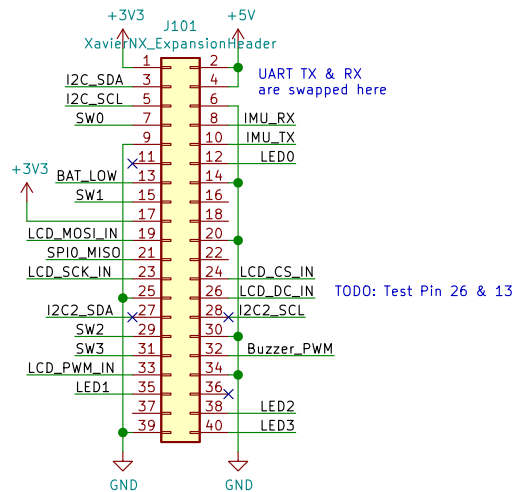 +3V3
+5V
J101
XavierNX_ExpansionHeader
1 2
I2C_SDA 3 4
UART TX & RX
are swapped here
I2C_SCL 5 6
SW0 7 8 IMU_RX
9 10 IMU_TX
11 12 LED0
+3V3
BAT_LOW 13 14
SW1 15 16
17 18
LCD_MOSI_IN 19 20
SPI0_MISO 21 22
LCD_SCK_IN 23 24 LCD_CS_IN
25 26 LCD_DC_IN
TODO: Test Pin 26 & 13
I2C2_SDA 27 28 I2C2_SCL
SW2 29 30
SW3 31 32 Buzzer_PWM
LCD_PWM_IN 33 34
LED1 35 36
37 38 LED2
39 40 LED3
GND
GND